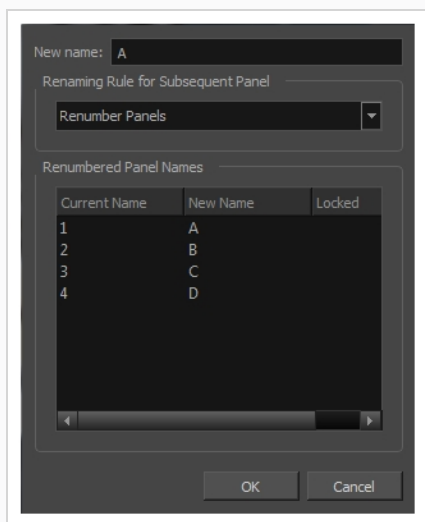 New name: A
Renaming Rule for Subsequent Panel
Renumber Panels
Renumbered Panel Names
Current Name New Name Locked
1 A
2 B
3 C
4 D
OK Cancel